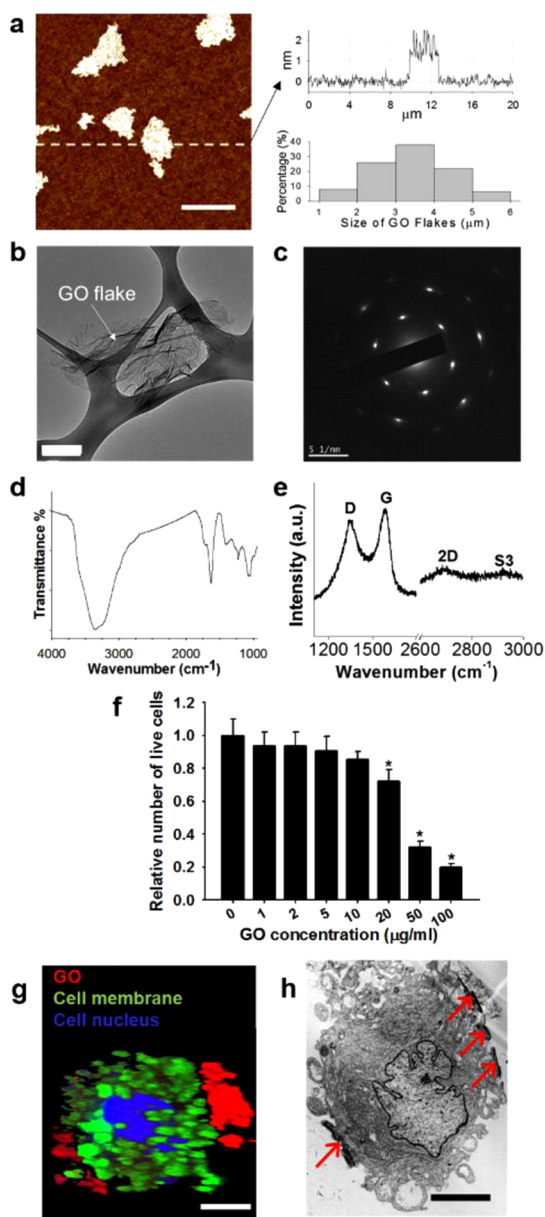 a
nm
2
1
0
0 4 8 12 16 20
μm
Percentage (%)
40
30
20
10
1 2 3 4 5 6
Size of GO Flakes (μm)
b
GO flake
c
5 1/nm
d
Transmittance %
4000 3000 2000 1000
Wavenumber (cm-1)
e
Intensity (a.u.)
D
G
2D
S3
1200 1500 2600 2800 3000
Wavenumber (cm-1)
f
Relative number of live cells
1.2
1.0
0.8
0.6
0.4
0.2
0.0
* * *
0 1 2 5 10 20 50 100
GO concentration (μg/ml)
g
GO
Cell membrane
Cell nucleus
h